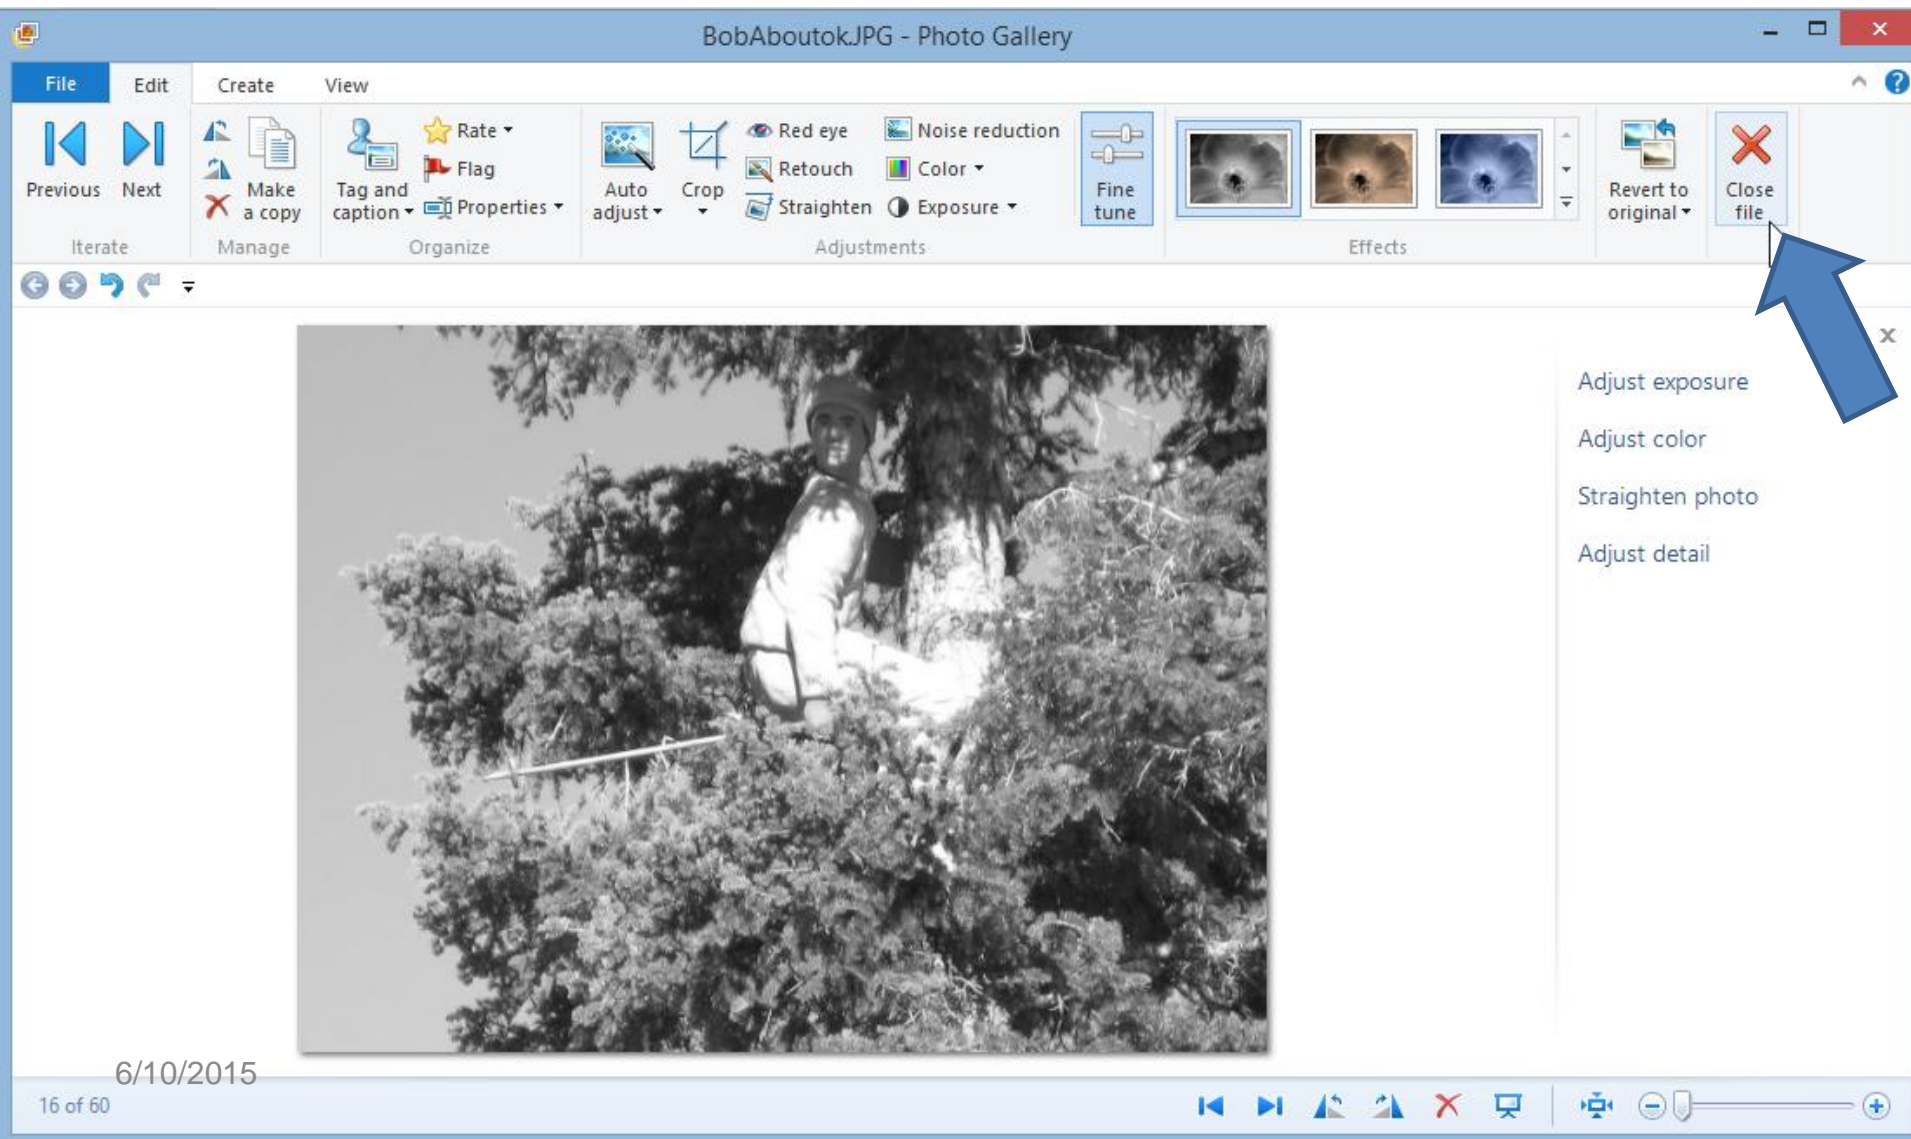 BobAboutok.JPG - Photo Gallery
File Edit Create View
Previous Next
Iterate
Make
a copy
Manage
Tag and
caption
Rate
Flag
Properties
Organize
Auto
adjust
Crop
Red eye
Retouch
Straighten
Noise reduction
Color
Exposure
Fine
tune
Adjustments
Effects
Revert to
original
Close
file
Adjust exposure
Adjust color
Straighten photo
Adjust detail
6/10/2015
16 of 60